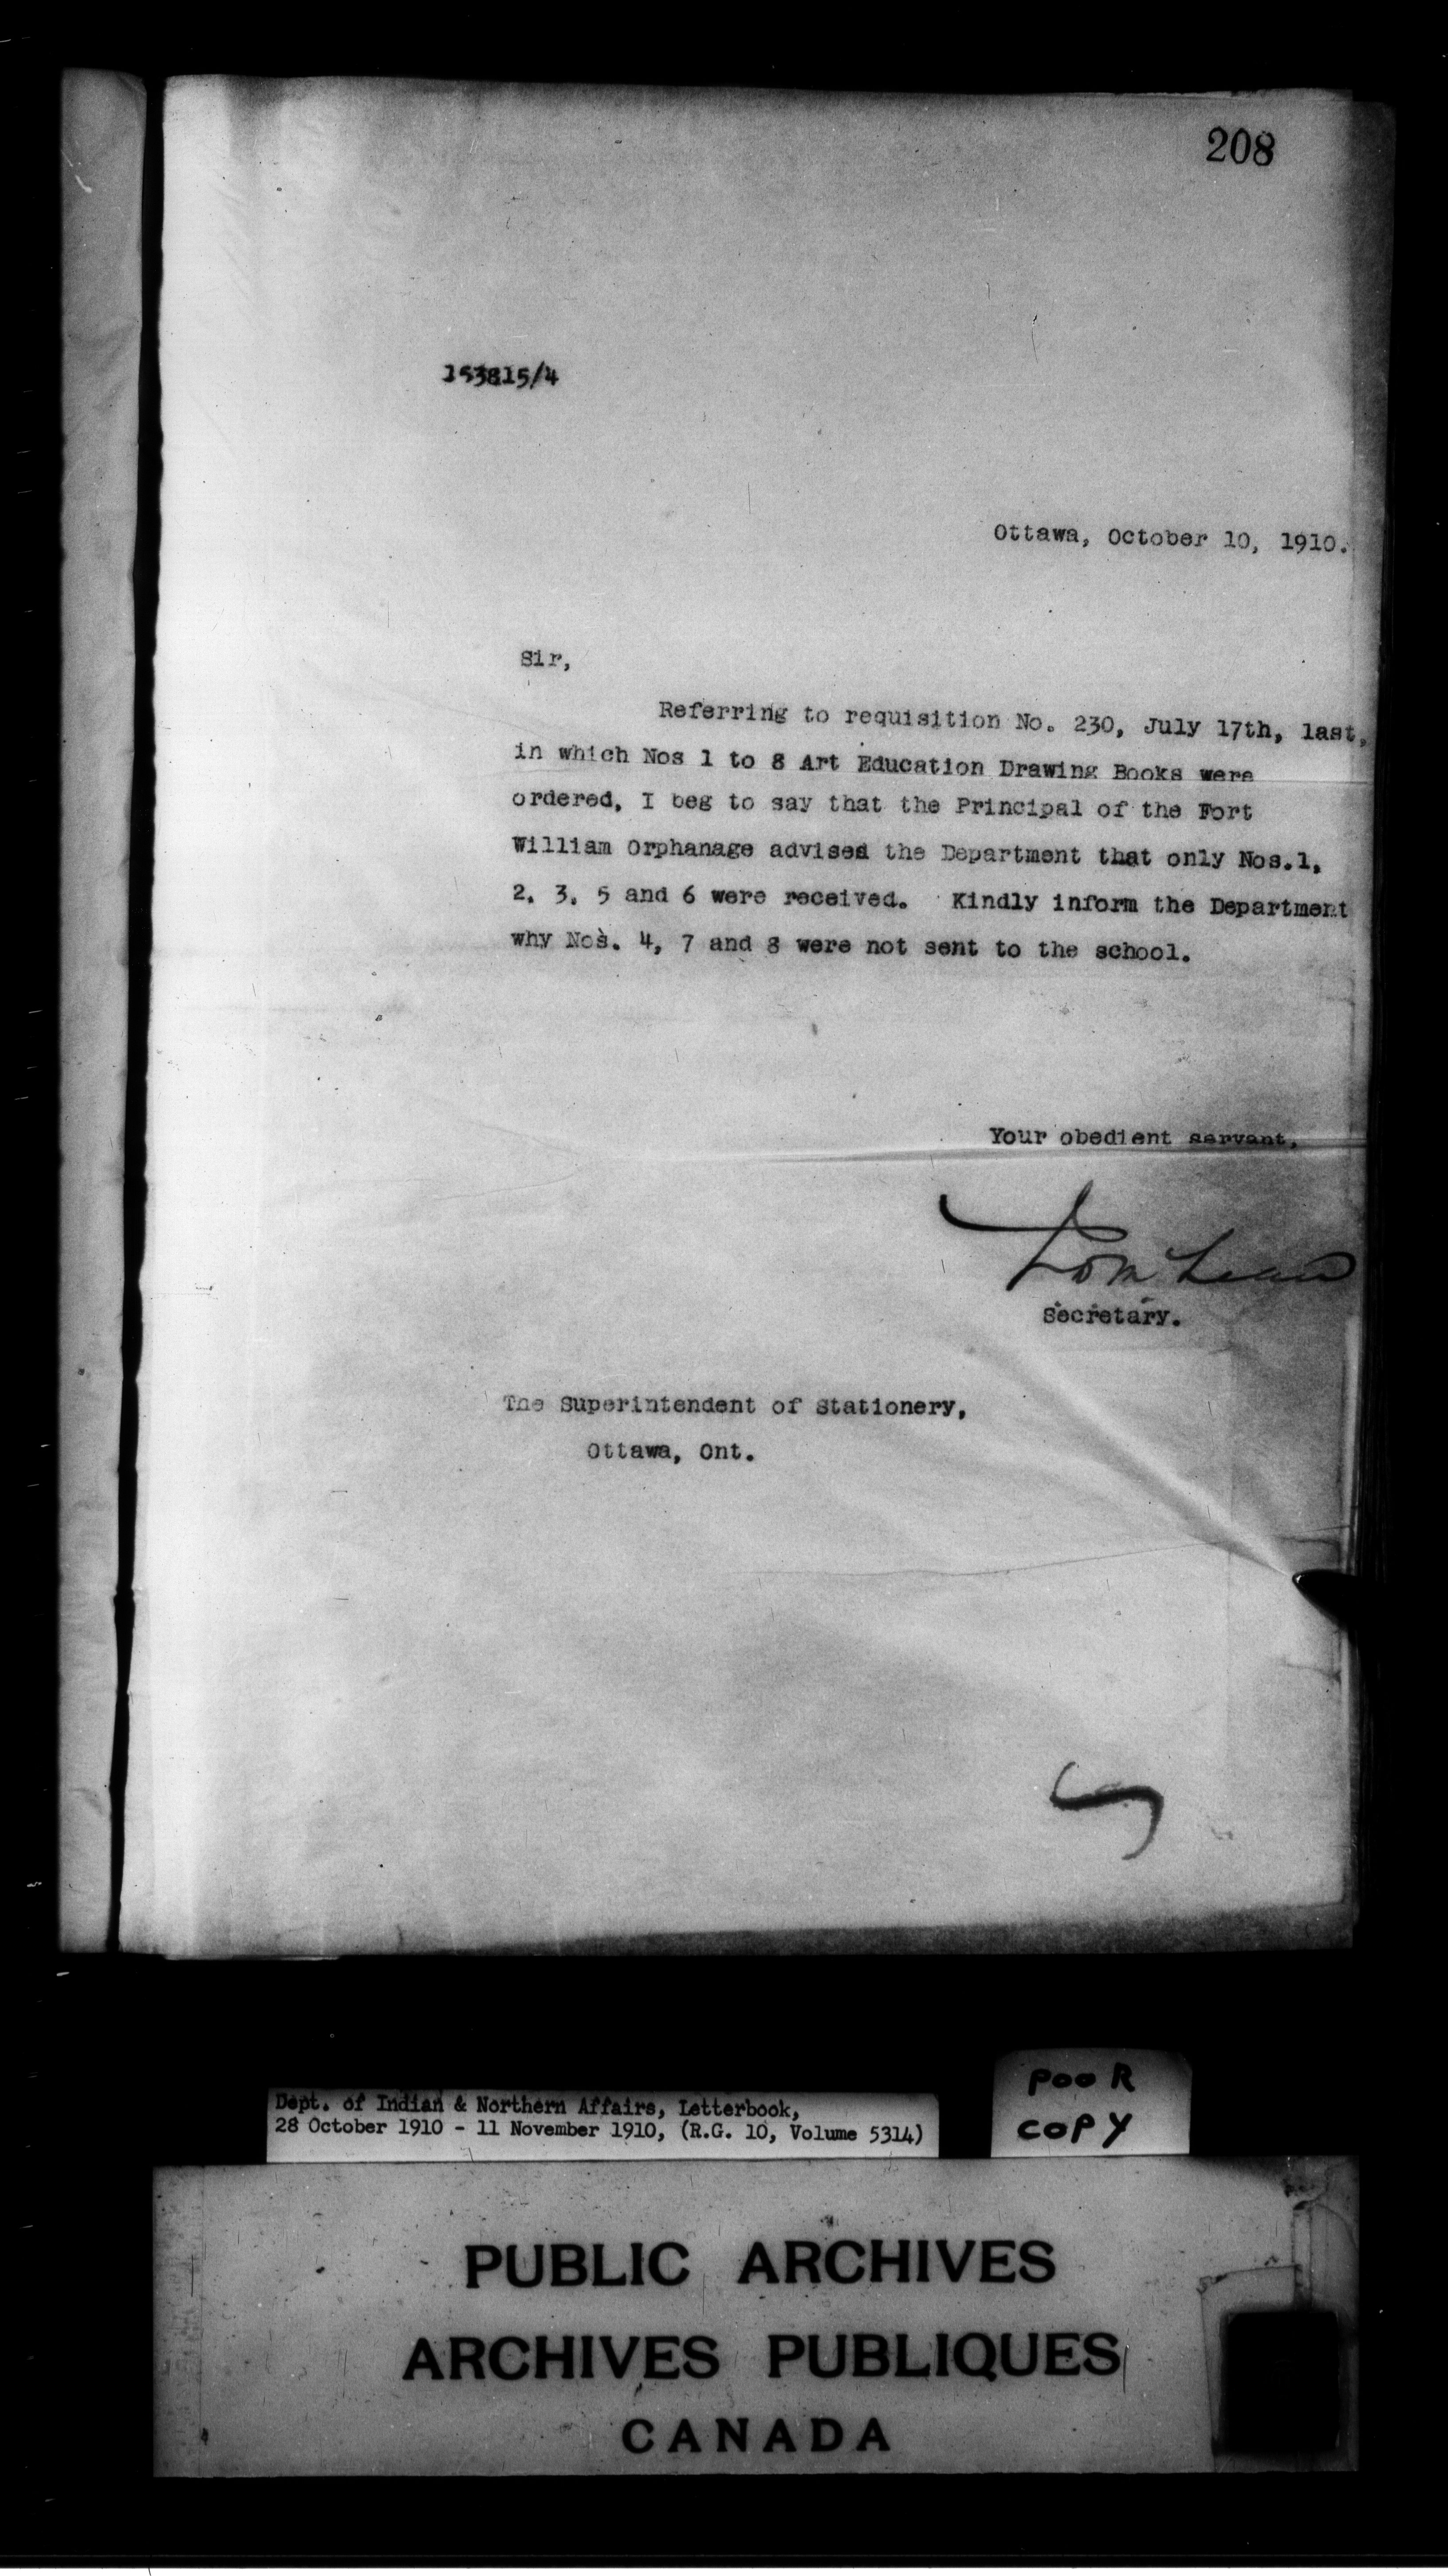 208
153815/4
Ottawa, October 10, 1910.
Sir,
Referring to requisition No. 230, July 17th, last,
in which Nos 1 to 8 Art Education Drawing Books were
ordered, I beg to say that the Principal of the Fort
William Orphanage advised the Department that only Nos.1,
2, 3, 5 and 6 were received. Kindly inform the Department
why Nos. 4, 7 and 8 were not sent to the school.
Your obedient servant,
Secretary.
The Superintendent of Stationery,
Ottawa, Ont.
Dept. of Indian & Northern Affairs, Letterbook,
28 October 1910 - 11 November 1910, (R.G. 10, Volume 5314)
POOR
COPY
PUBLIC ARCHIVES
ARCHIVES PUBLIQUES
CANADA